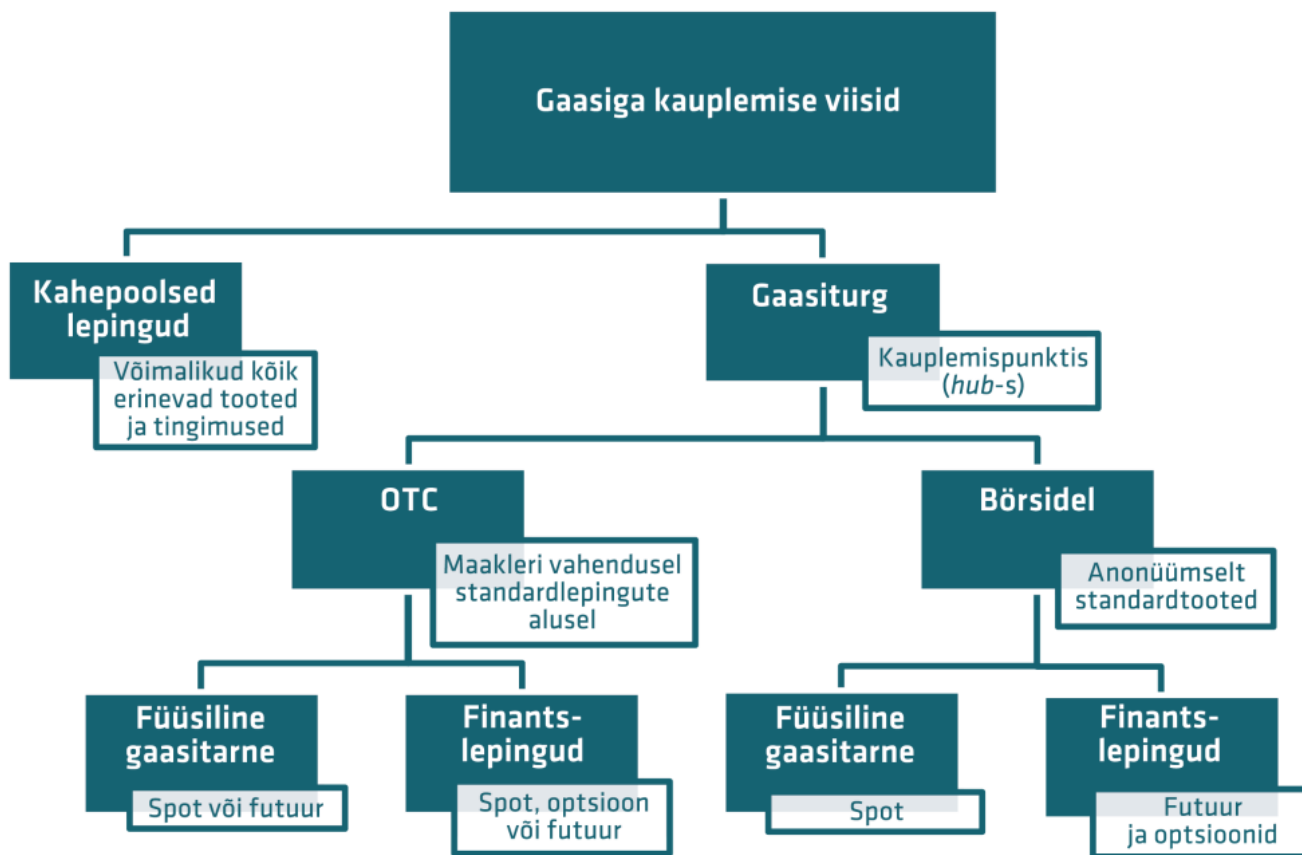 Gaasiga kauplemise viisid
Kahepoolsed
lepingud
Võimalikud kõik
erinevad tooted
ja tingimused
Gaasiturg
Kauplemispunktis
(hub-s)
OTC
Maakleri vahendusel
standardlepingute
alusel
Börsidel
Anonüümselt
standardtooted
Füüsiline
gaasitarne
Spot või futuur
Finants-
lepingud
Spot, optsioon
või futuur
Füüsiline
gaasitarne
Spot
Finants-
lepingud
Futuur
ja optsioonid